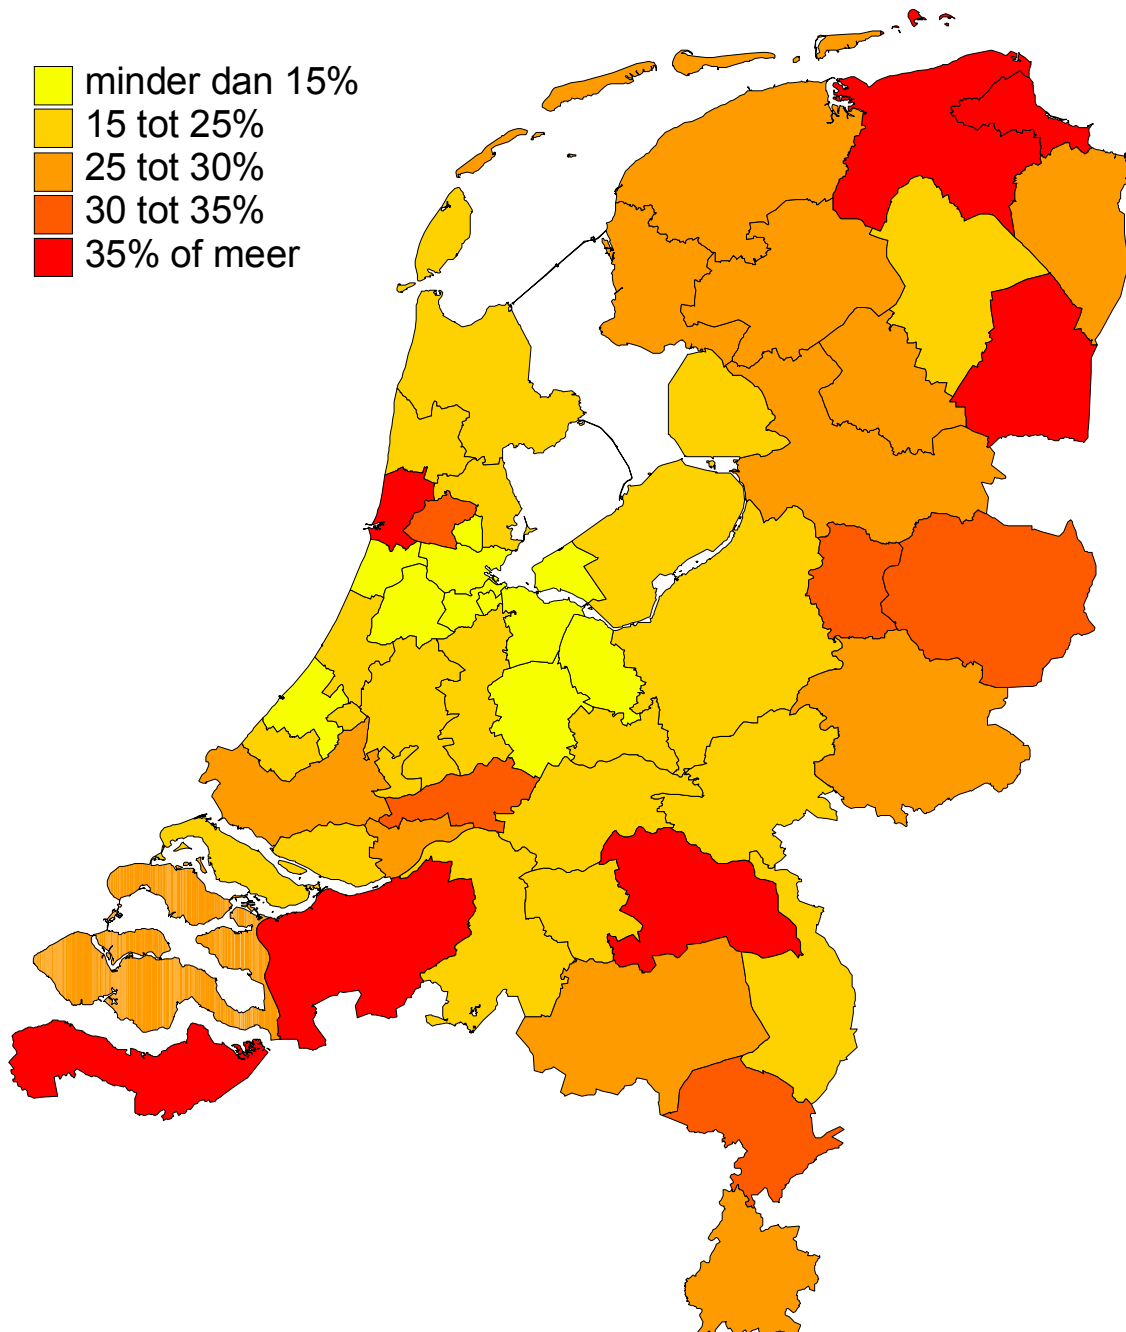 minder dan 15%
15 tot 25%
25 tot 30%
30 tot 35%
35% of meer